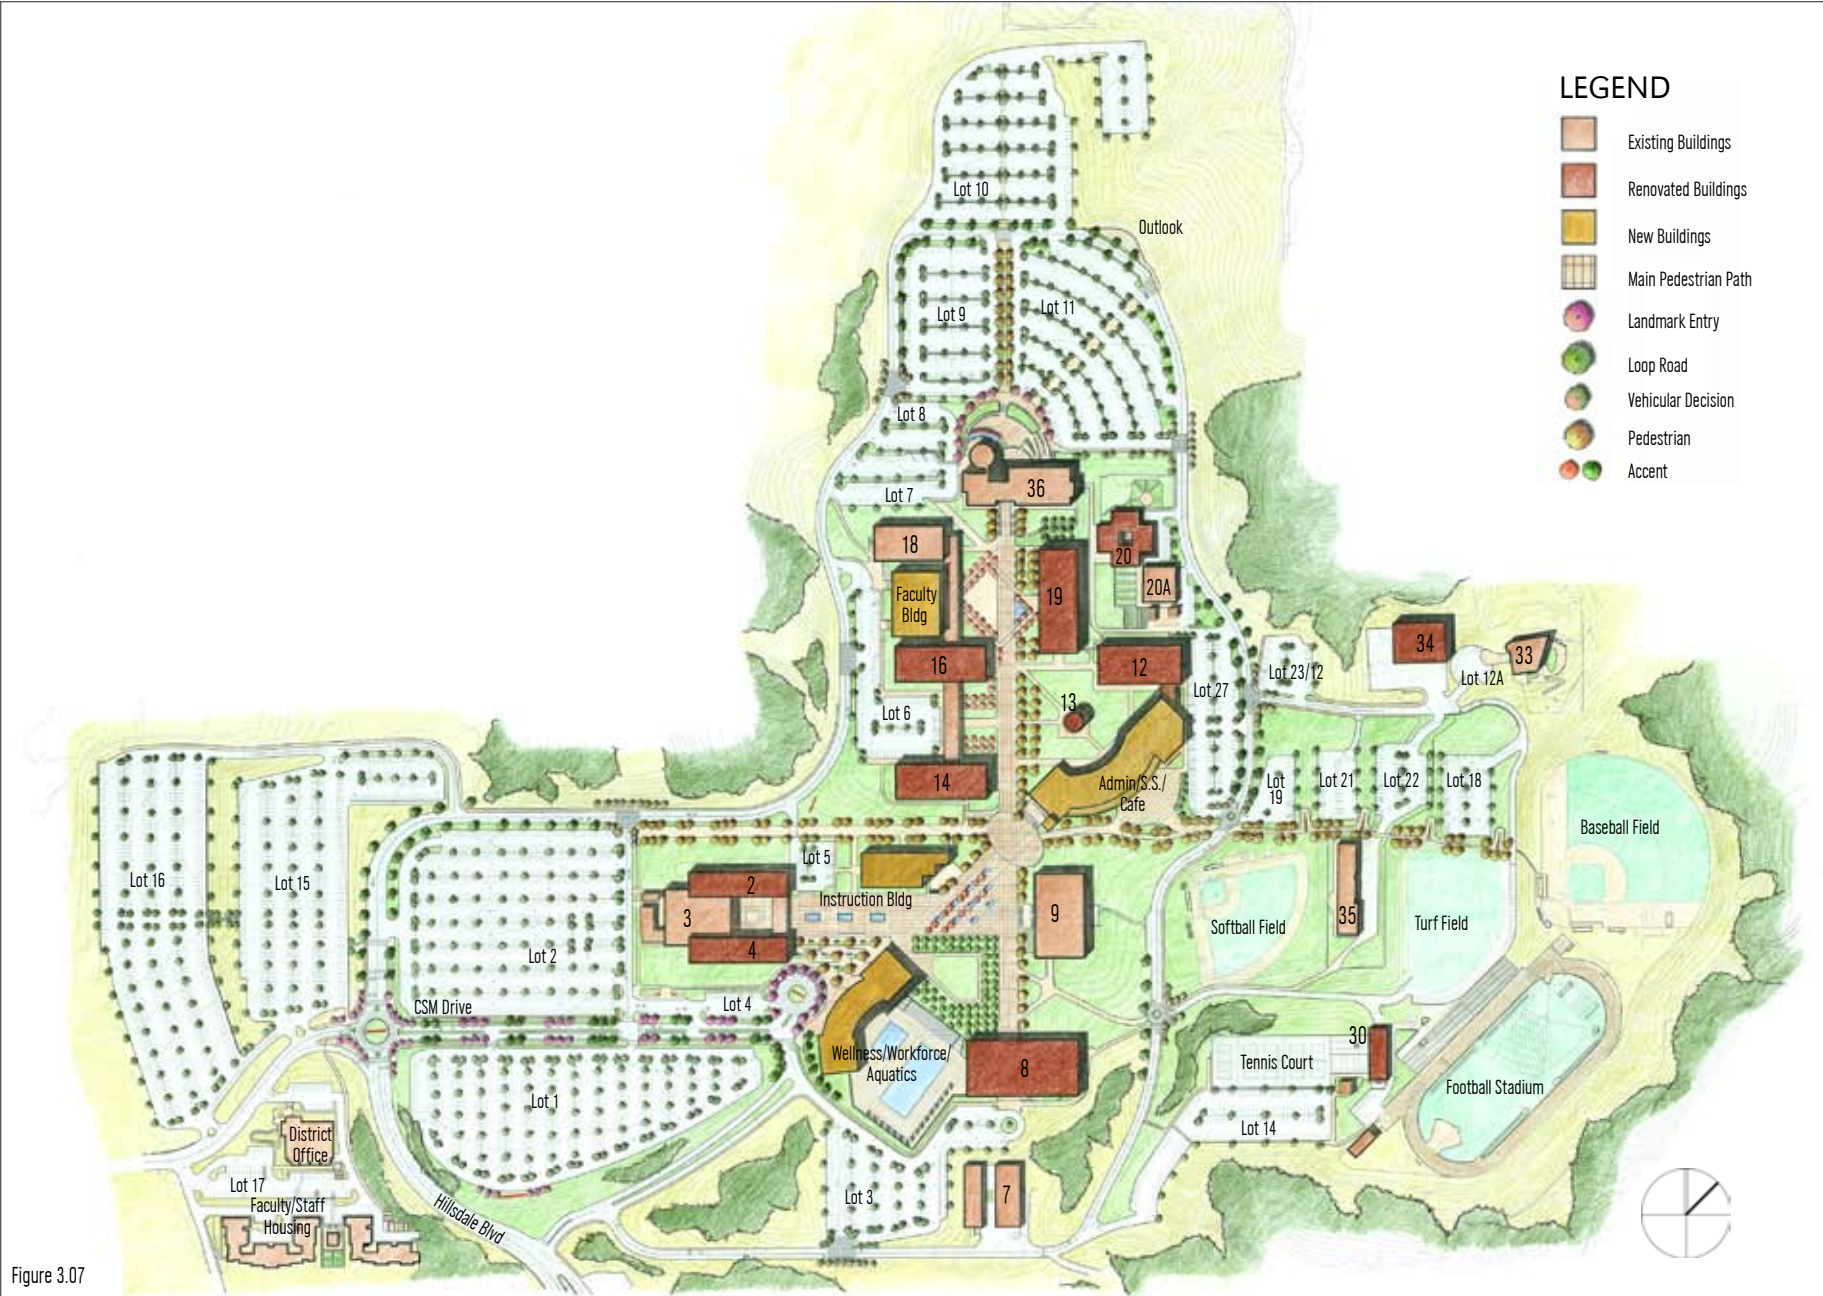 LEGEND
Existing Buildings
Renovated Buildings
New Buildings
Main Pedestrian Path
Landmark Entry
Loop Road
Vehicular Decision
Pedestrian
Accent
Lot 10
Outlook
Lot 9
Lot 11
Lot 8
Lot 7
36
18
20
20A
Faculty
Bldg
19
16
12
34
33
Lot 23/12
Lot 12A
Lot 27
13
Lot 6
14
Admin/S.S./
Cafe
Lot
19
Lot 21
Lot 22
Lot 18
Baseball Field
Lot 16
Lot 15
Lot 5
2
Instruction Bldg
3
4
9
35
Softball Field
Turf Field
Lot 2
CSM Drive
Lot 4
Wellness/Workforce/
Aquatics
8
30
Tennis Court
Football Stadium
Lot 1
Lot 14
District
Office
Lot 17
Faculty/Staff
Housing
Hillsdale Blvd
Lot 3
7
Figure 3.07